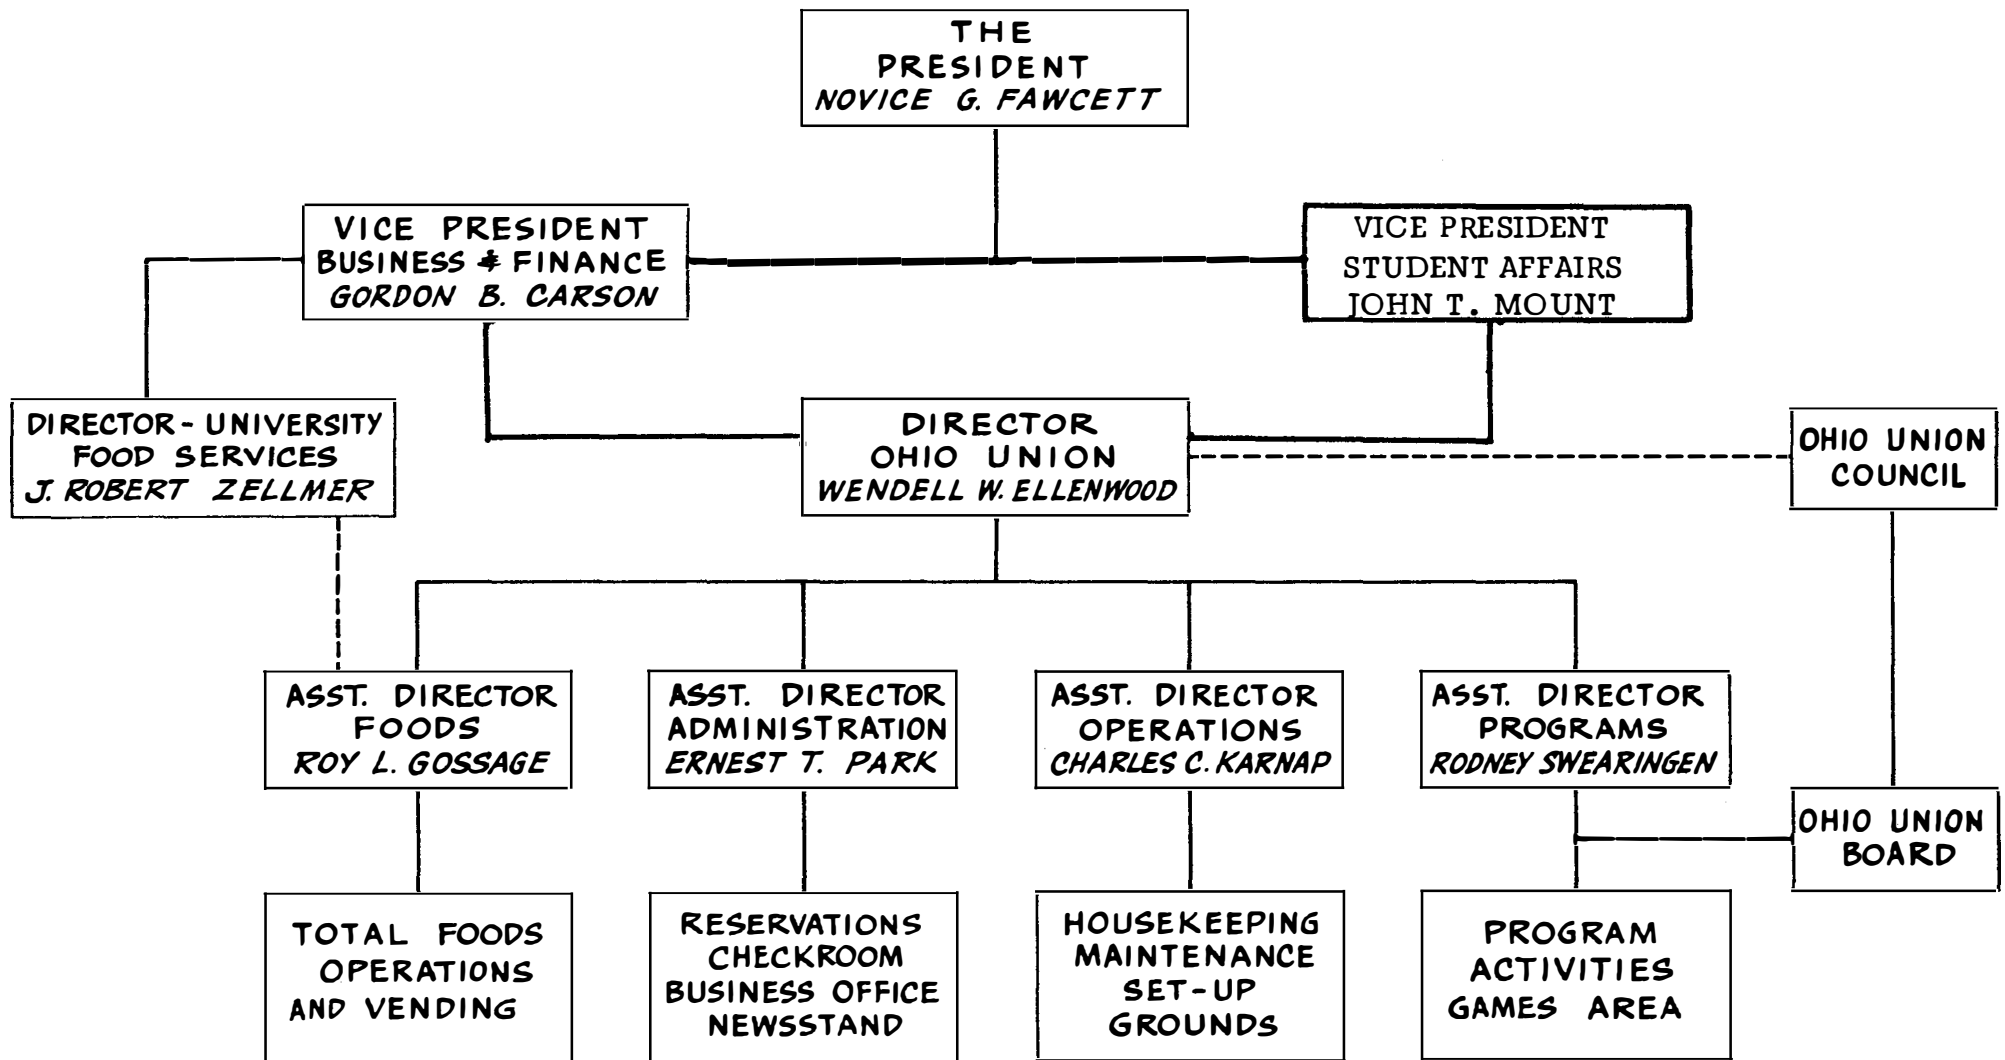 THE
PRESIDENT
NOVICE G. FAWCETT
VICE PRESIDENT
BUSINESS & FINANCE
GORDON B. CARSON
VICE PRESIDENT
STUDENT AFFAIRS
JOHN T. MOUNT
DIRECTOR - UNIVERSITY
FOOD SERVICES
J. ROBERT ZELLMER
DIRECTOR
OHIO UNION
WENDELL W. ELLENWOOD
OHIO UNION
COUNCIL
ASST. DIRECTOR
FOODS
ROY L. GOSSAGE
ASST. DIRECTOR
ADMINISTRATION
ERNEST T. PARK
ASST. DIRECTOR
OPERATIONS
CHARLES C. KARNAP
ASST. DIRECTOR
PROGRAMS
RODNEY SWEARINGEN
OHIO UNION
BOARD
TOTAL FOODS
OPERATIONS
AND VENDING
RESERVATIONS
CHECKROOM
BUSINESS OFFICE
NEWSSTAND
HOUSEKEEPING
MAINTENANCE
SET-UP
GROUNDS
PROGRAM
ACTIVITIES
GAMES AREA